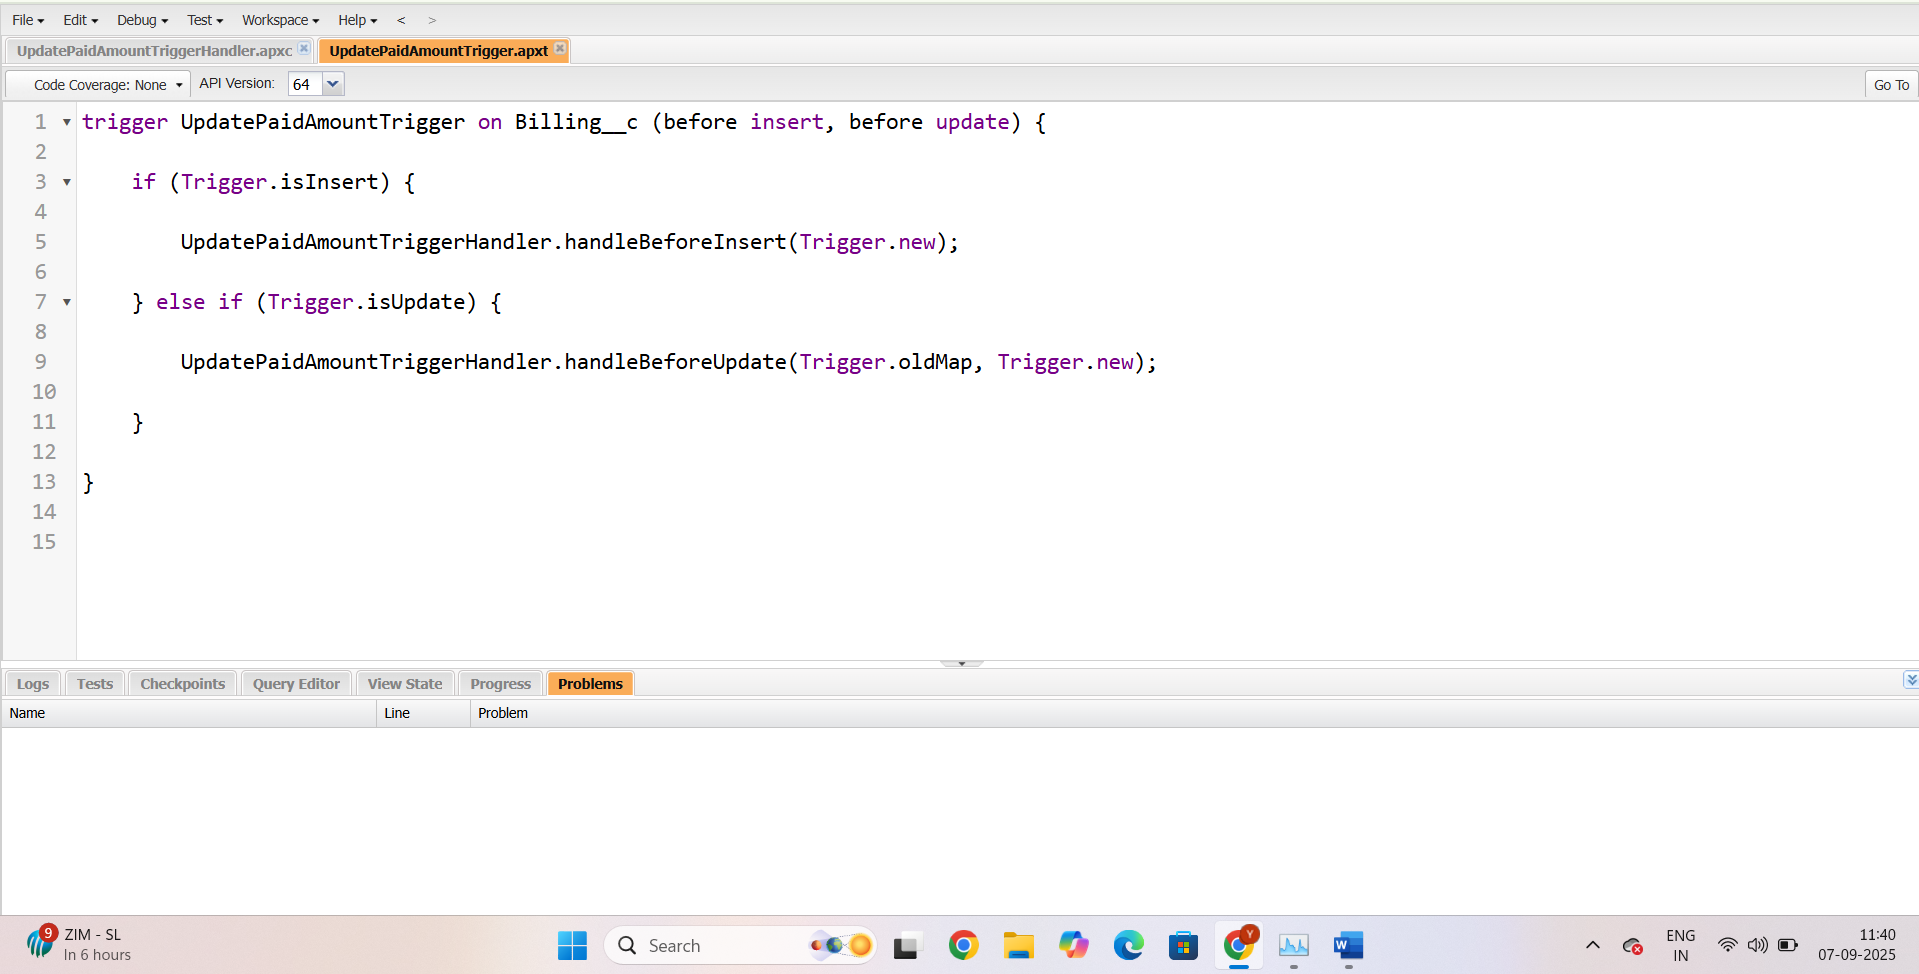 File Edit Debug Test Workspace Help < >
UpdatePaidAmountTriggerHandler.apxc UpdatePaidAmountTrigger.apxt
Code Coverage: None API Version: 64 Go To
1 trigger UpdatePaidAmountTrigger on Billing__c (before insert, before update) {
2
3 if (Trigger.isInsert) {
4
5 UpdatePaidAmountTriggerHandler.handleBeforeInsert(Trigger.new);
6
7 } else if (Trigger.isUpdate) {
8
9 UpdatePaidAmountTriggerHandler.handleBeforeUpdate(Trigger.oldMap, Trigger.new);
10
11 }
12
13 }
14
15
Logs Tests Checkpoints Query Editor View State Progress Problems
Name Line Problem
9 ZIM - SL
In 6 hours
Search
Y
W
ENG
IN
11:40
07-09-2025